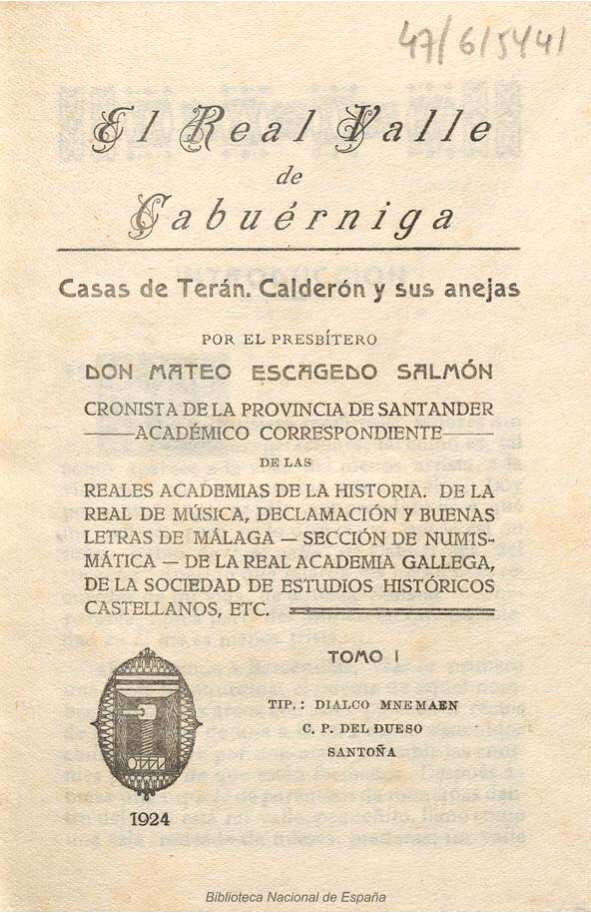 47/615441
El Real Valle
de
Cabuérniga
Casas de Terán. Calderón y sus anejas
POR EL PRESBÍTERO
DON MATEO ESCAGEDO SALMÓN
CRONISTA DE LA PROVINCIA DE SANTANDER
ACADÉMICO CORRESPONDIENTE
DE LAS
REALES ACADEMIAS DE LA HISTORIA. DE LA
REAL DE MÚSICA, DECLAMACIÓN Y BUENAS
LETRAS DE MÁLAGA — SECCIÓN DE NUMIS-
MÁTICA — DE LA REAL ACADEMIA GALLEGA,
DE LA SOCIEDAD DE ESTUDIOS HISTÓRICOS
CASTELLANOS, ETC.
TOMO I
TIP.: DIALCO MNEMAEN
C. P. DEL DUESO
SANTOÑA
1924
Biblioteca Nacional de España